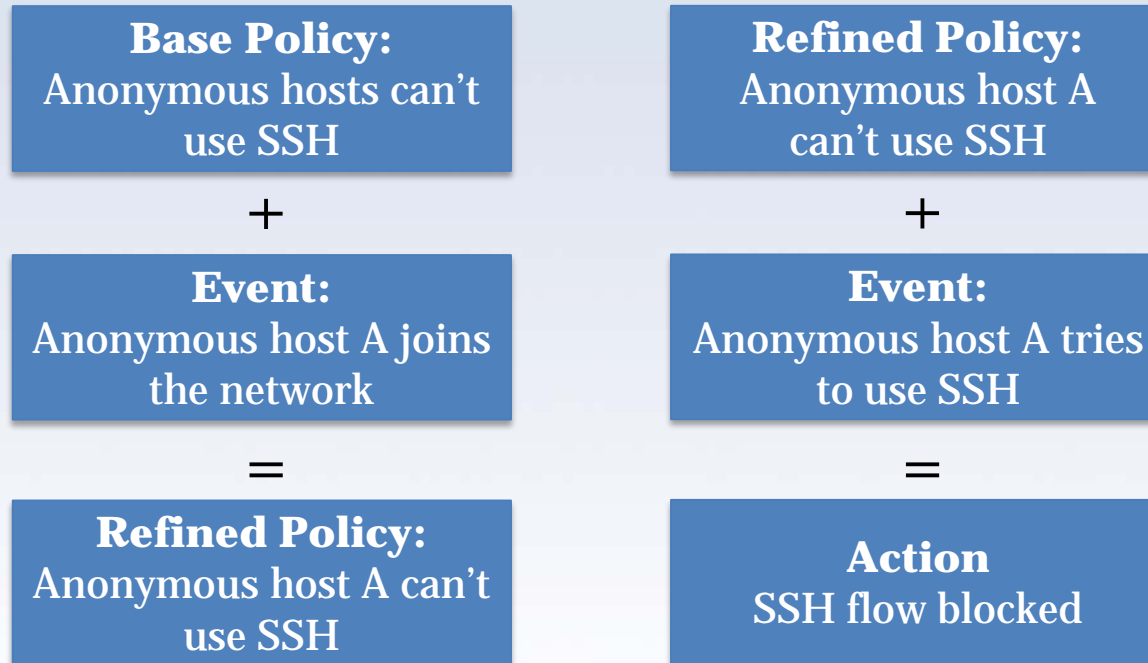 Base Policy:
Anonymous hosts can’t
use SSH
+
Event:
Anonymous host A joins
the network
=
Refined Policy:
Anonymous host A can’t
use SSH
Refined Policy:
Anonymous host A
can’t use SSH
+
Event:
Anonymous host A tries
to use SSH
=
Action
SSH flow blocked